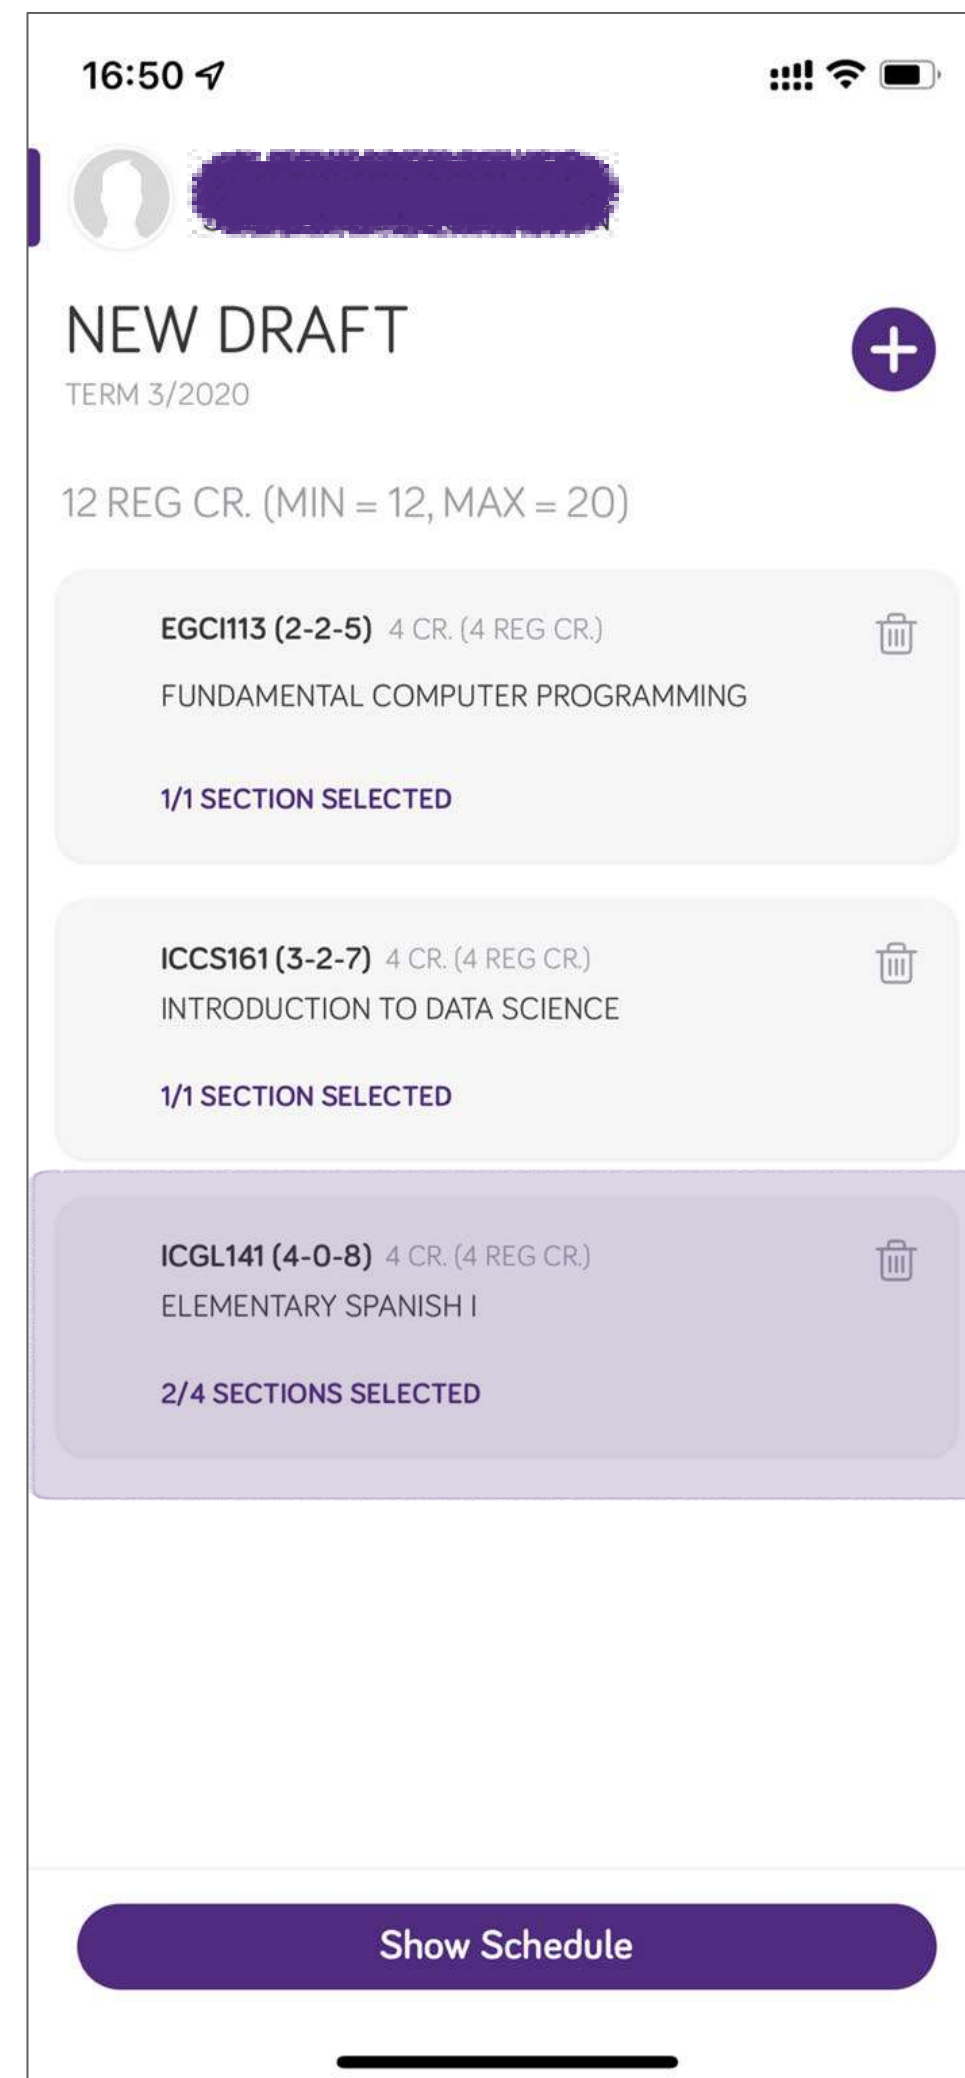 16:50
NEW DRAFT
TERM 3/2020
12 REG CR. (MIN = 12, MAX = 20)
EGCI113 (2-2-5) 4 CR. (4 REG CR.)
FUNDAMENTAL COMPUTER PROGRAMMING
1/1 SECTION SELECTED
ICCS161 (3-2-7) 4 CR. (4 REG CR.)
INTRODUCTION TO DATA SCIENCE
1/1 SECTION SELECTED
ICGL141 (4-0-8) 4 CR. (4 REG CR.)
ELEMENTARY SPANISH I
2/4 SECTIONS SELECTED
Show Schedule